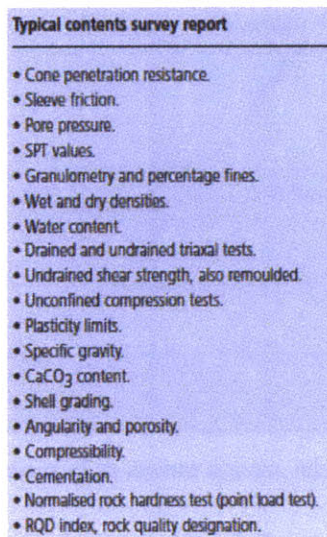 Typical contents survey report
• Cone penetration resistance.
• Sleeve friction.
• Pore pressure.
• SPT values.
• Granulometry and percentage fines.
• Wet and dry densities.
• Water content.
• Drained and undrained triaxal tests.
• Undrained shear strength, also remoulded.
• Unconfined compression tests.
• Plasticity limits.
• Specific gravity.
• CaCO3 content.
• Shell grading.
• Angularity and porosity.
• Compressibility.
• Cementation.
• Normalised rock hardness test (point load test).
• RQD index, rock quality designation.